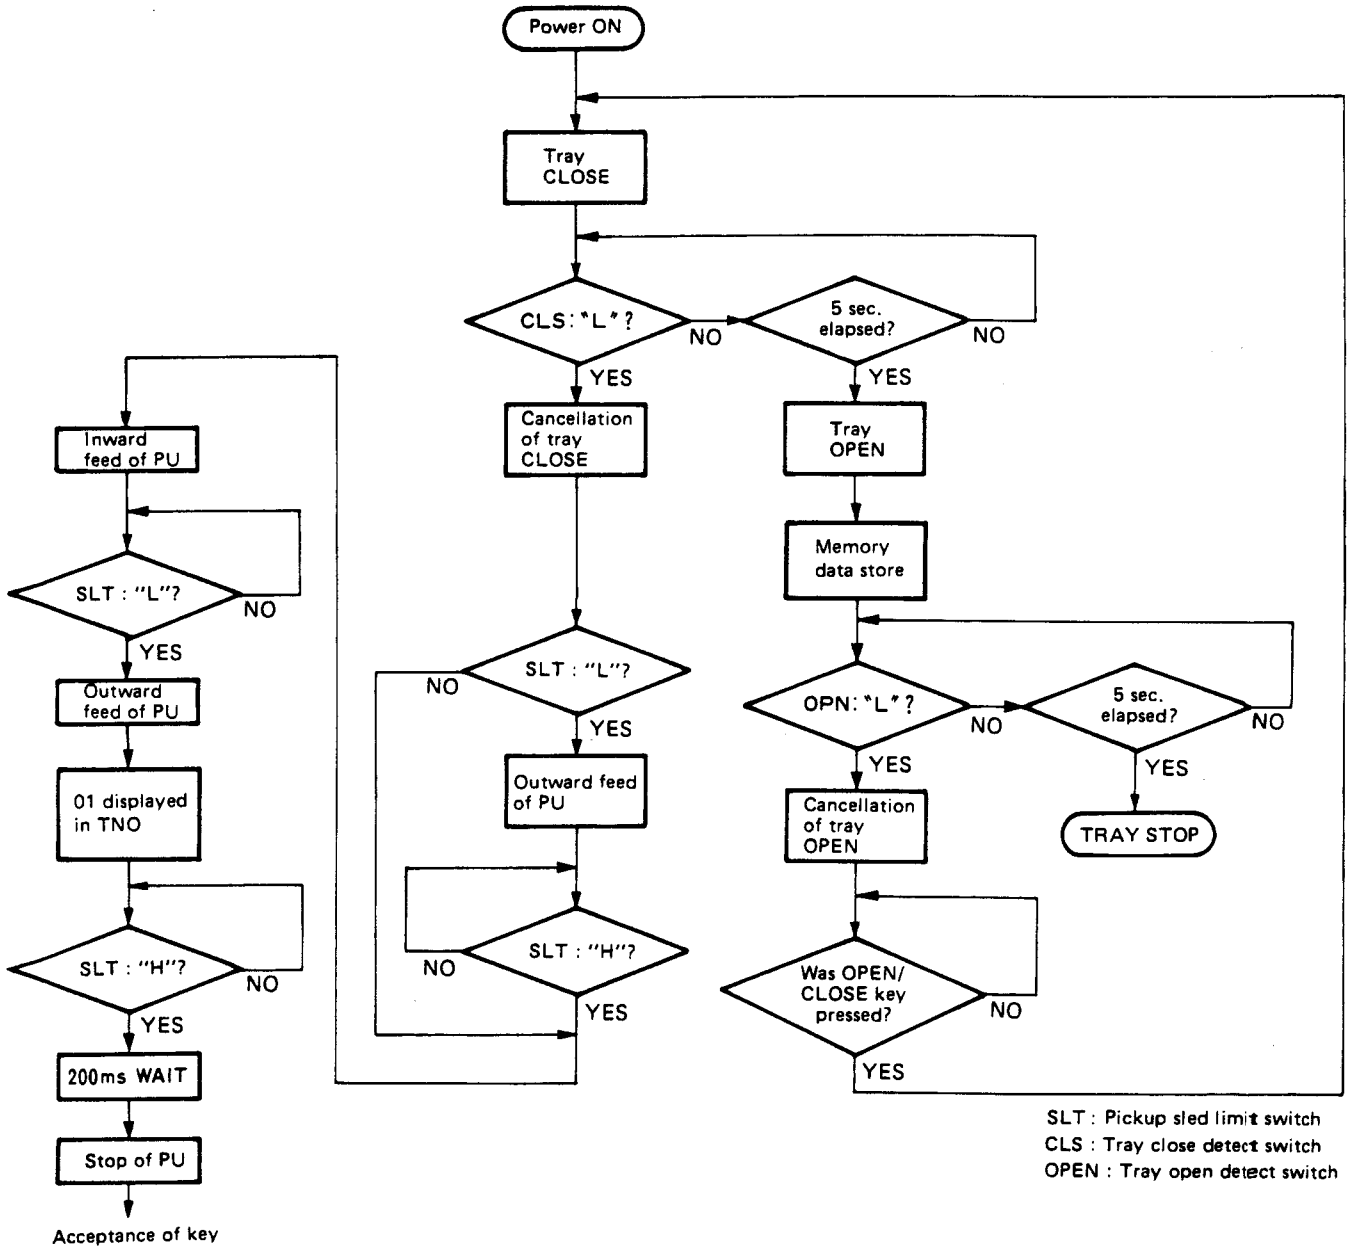 Power ON
Tray
CLOSE
CLS: "L" ?
NO
YES
5 sec.
elapsed?
NO
YES
Cancellation
of tray
CLOSE
Tray
OPEN
Memory
data store
SLT : "L"?
NO
YES
Outward feed
of PU
SLT : "H"?
NO
YES
OPN: "L" ?
NO
YES
5 sec.
elapsed?
NO
YES
TRAY STOP
Cancellation
of tray
OPEN
Was OPEN/
CLOSE key
pressed?
NO
YES
Inward
feed of PU
SLT : "L"?
NO
YES
Outward
feed of PU
01 displayed
in TNO
SLT : "H"?
NO
YES
200ms WAIT
Stop of PU
Acceptance of key
SLT : Pickup sled limit switch
CLS : Tray close detect switch
OPEN : Tray open detect switch